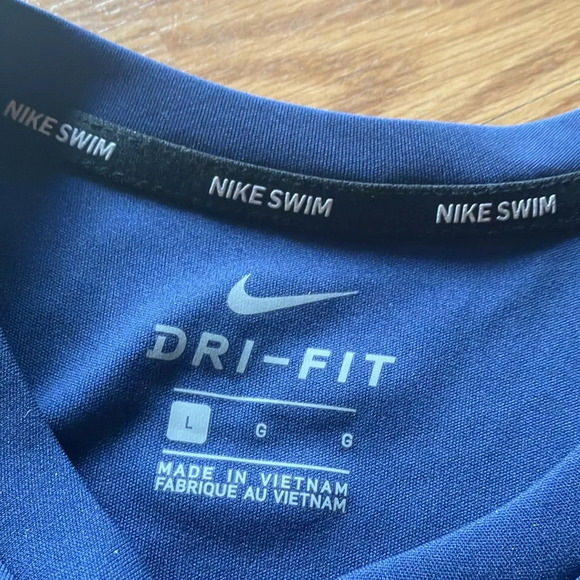 NIKE SWIM NIKE SWIM NIKE SWIM
DRI-FIT
L G G
MADE IN VIETNAM
FABRIQUE AU VIETNAM